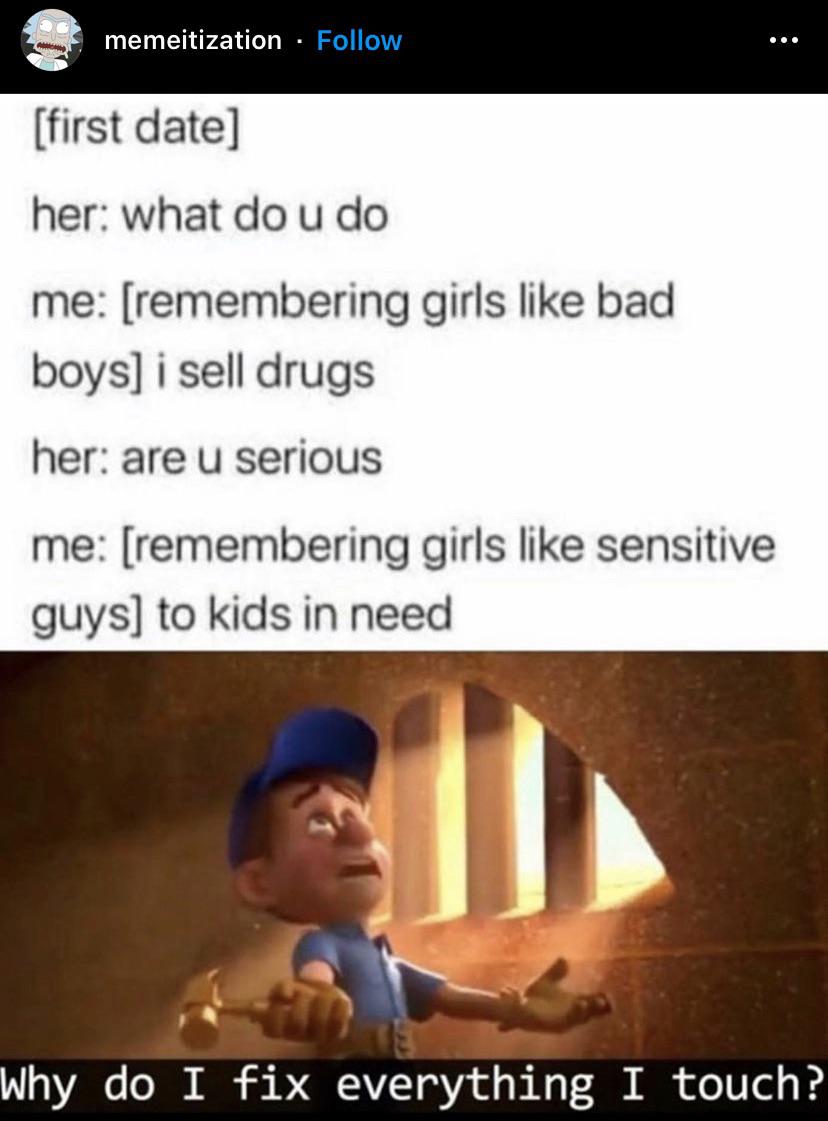 memeitization · Follow
[first date]
her: what do u do
me: [remembering girls like bad
boys] i sell drugs
her: are u serious
me: [remembering girls like sensitive
guys] to kids in need
Why do I fix everything I touch?